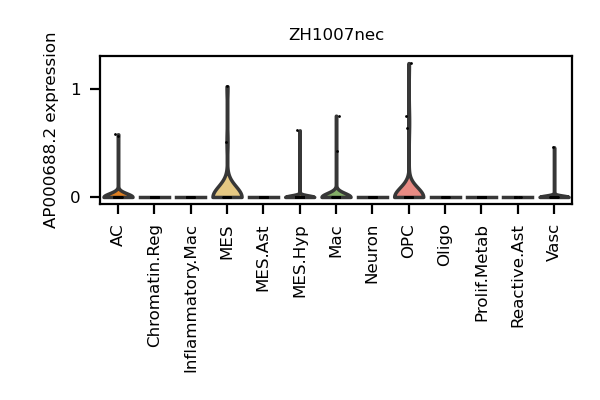 ZH1007nec
AP000688.2 expression
1
0
AC
Chromatin.Reg
Inflammatory.Mac
MES
MES.Ast
MES.Hyp
Mac
Neuron
OPC
Oligo
Prolif.Metab
Reactive.Ast
Vasc